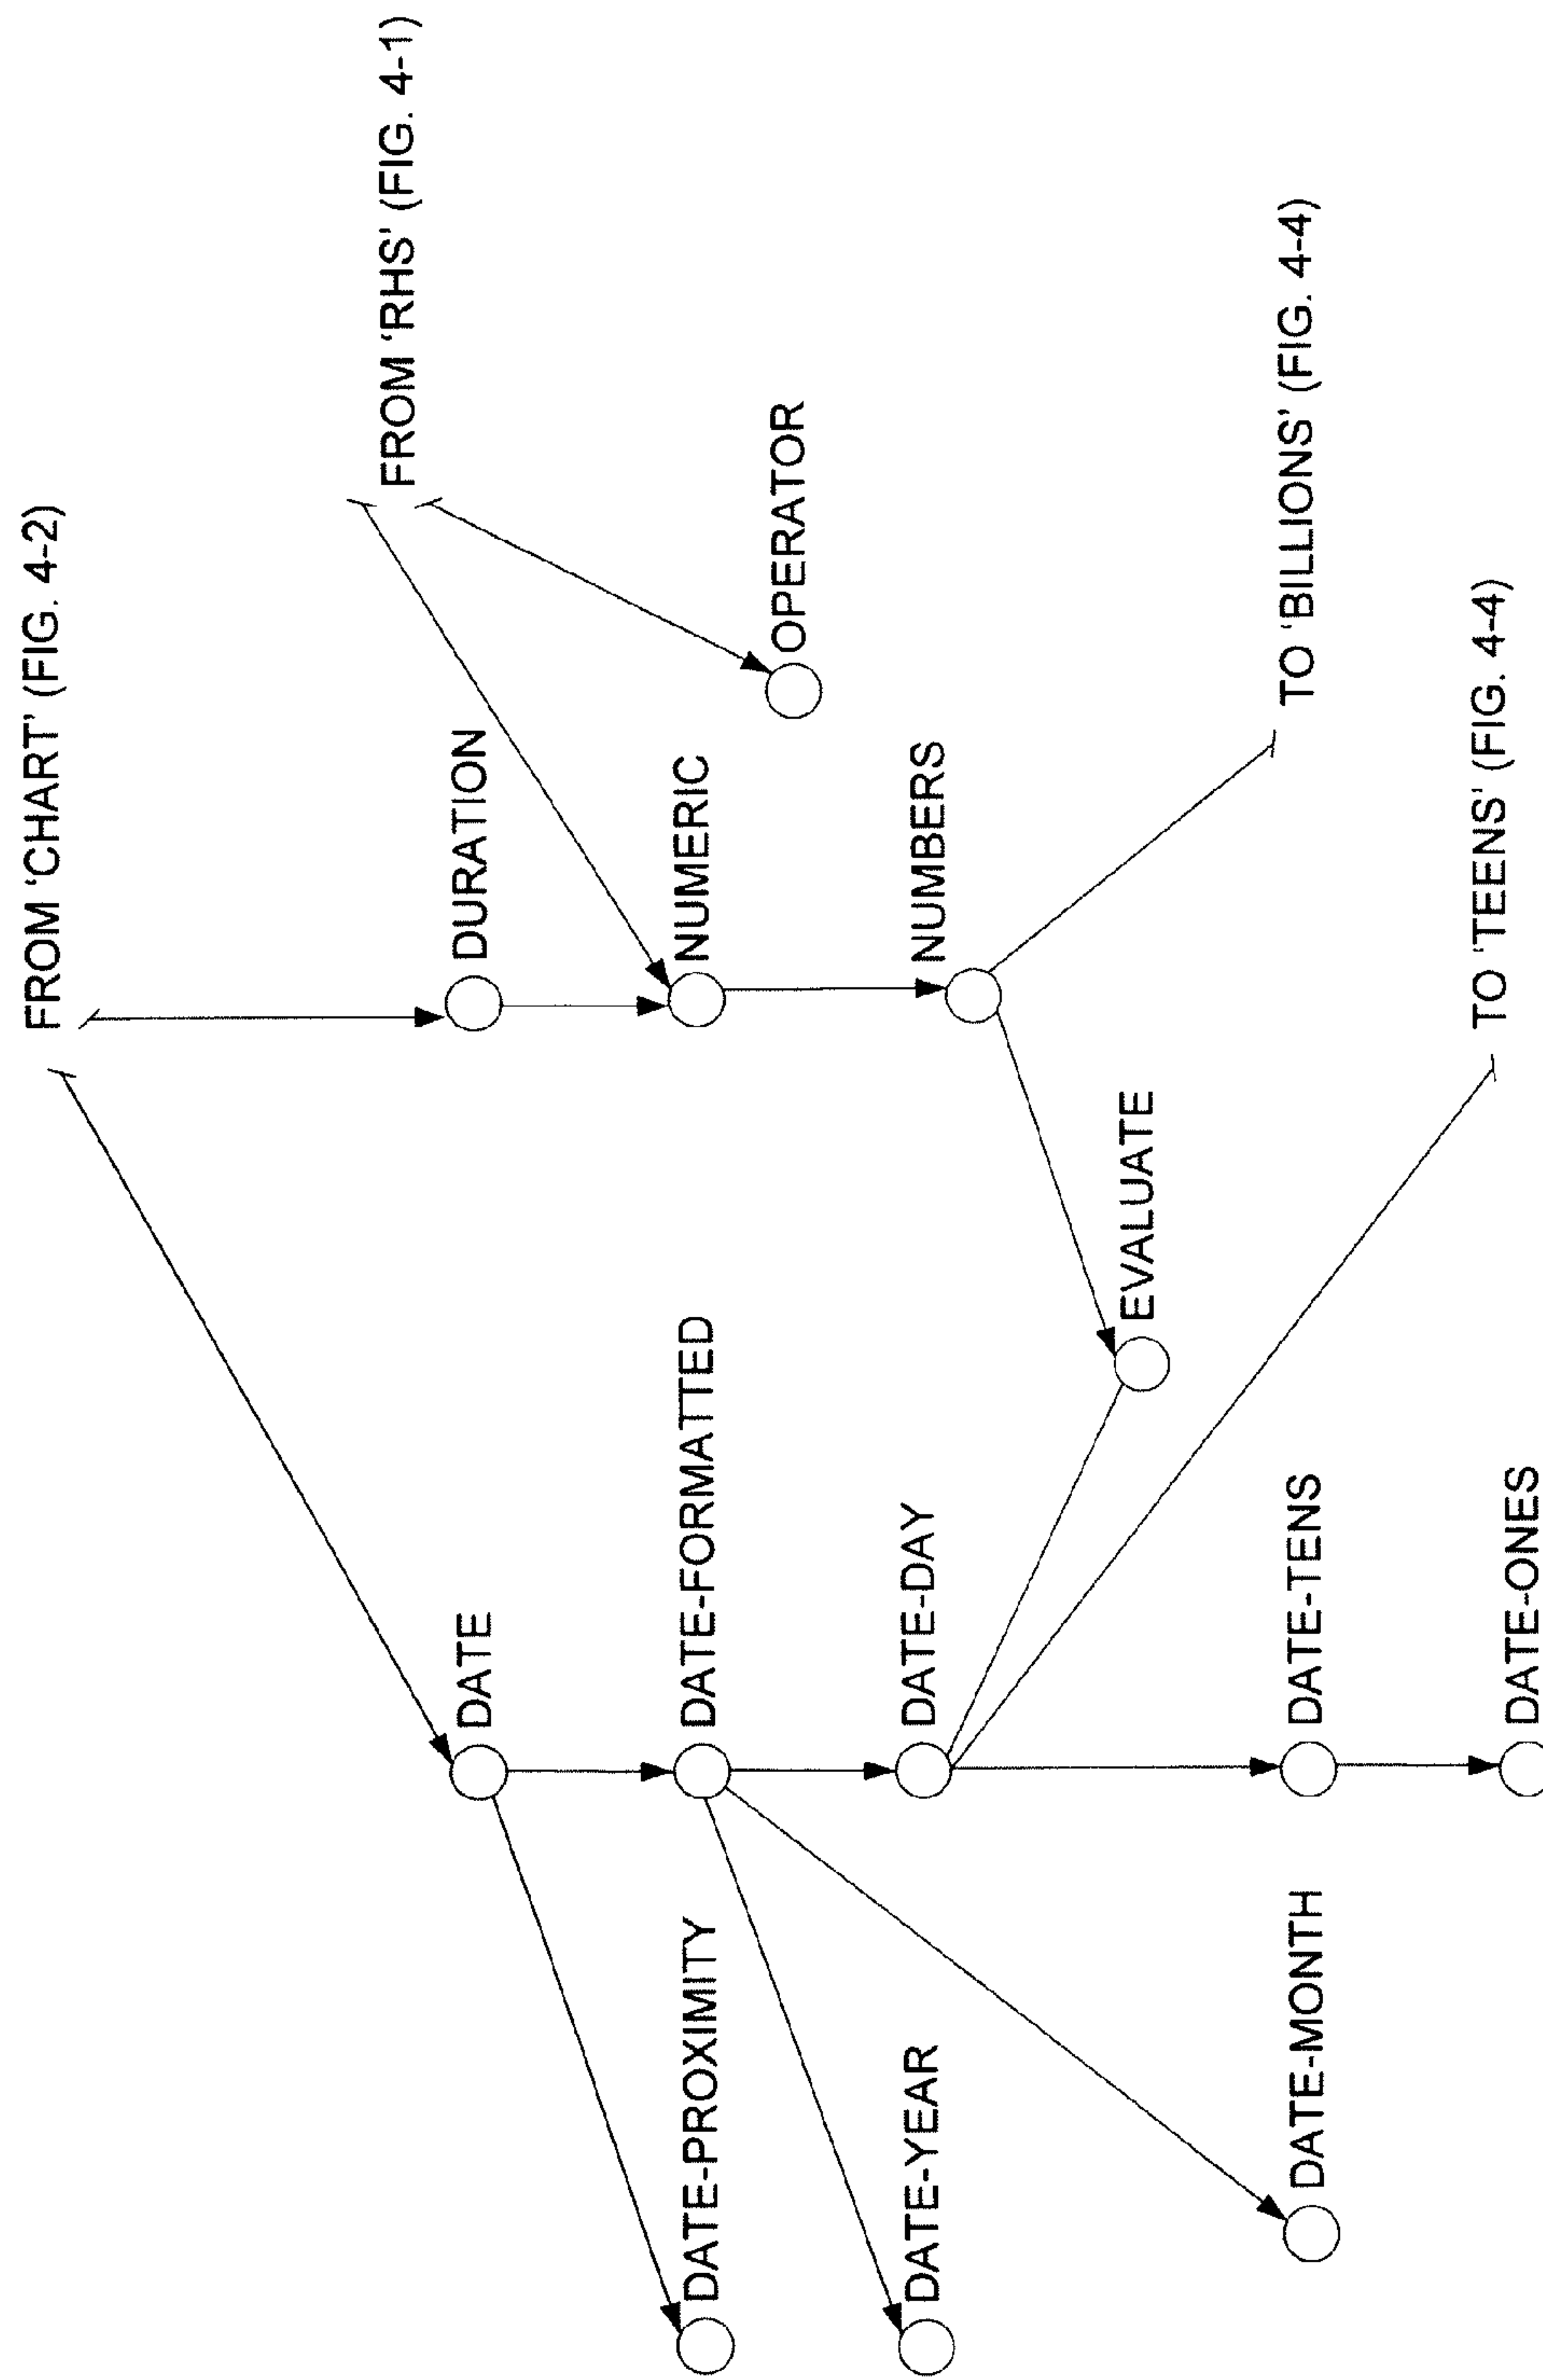 FROM 'CHART' (FIG. 4-2)
FROM 'RHS' (FIG. 4-1)
DATE
DURATION
DATE-PROXIMITY
DATE-FORMATTED
NUMERIC
OPERATOR
DATE-YEAR
DATE-DAY
NUMBERS
EVALUATE
DATE-MONTH
DATE-TENS
TO 'BILLIONS' (FIG. 4-4)
TO 'TEENS' (FIG. 4-4)
DATE-ONES